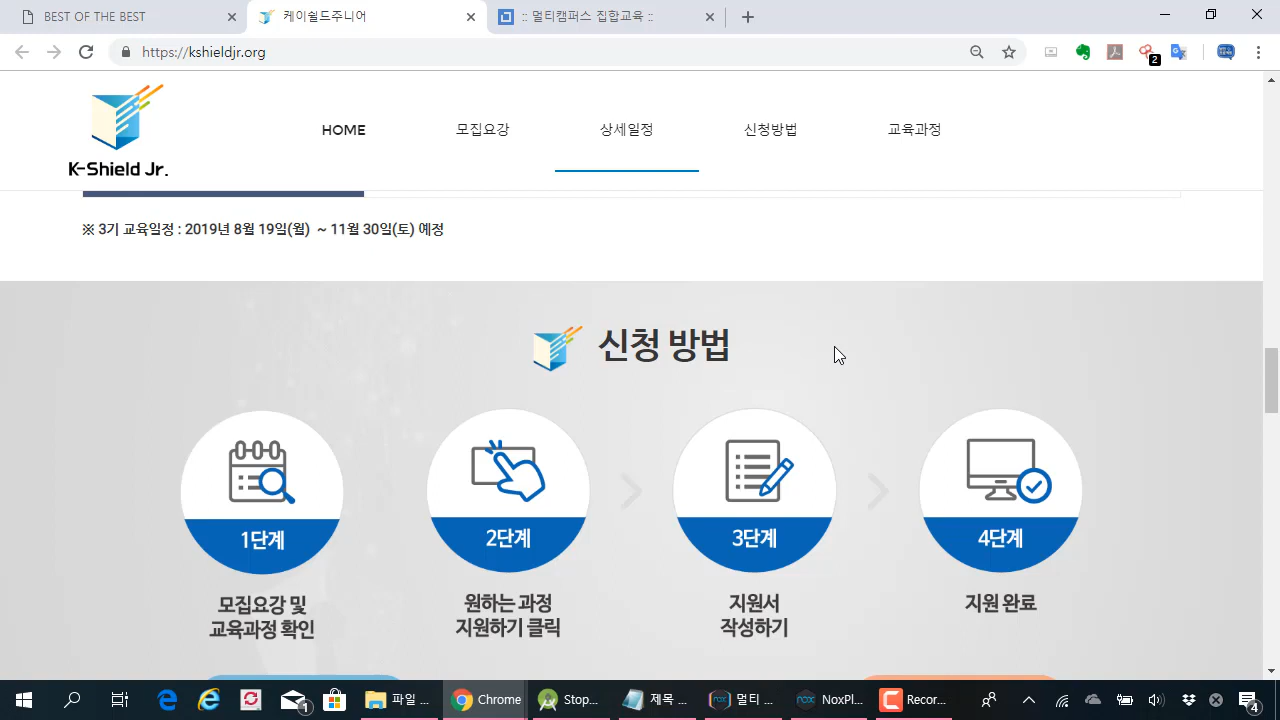 BEST OF THE BEST
케이쉴드주니어
:: 멀티캠퍼스 집합교육 ::
https://kshieldjr.org
2
K-Shield Jr.
HOME
모집요강
상세일정
신청방법
교육과정
※ 3기 교육일정 : 2019년 8월 19일(월) ~ 11월 30일(토) 예정
신청 방법
1단계
2단계
3단계
4단계
모집요강 및
교육과정 확인
원하는 과정
지원하기 클릭
지원서
작성하기
지원 완료
1
파일 ...
Chrome
Stop...
제목 ...
멀티 ...
NoxPl...
Recor...
4